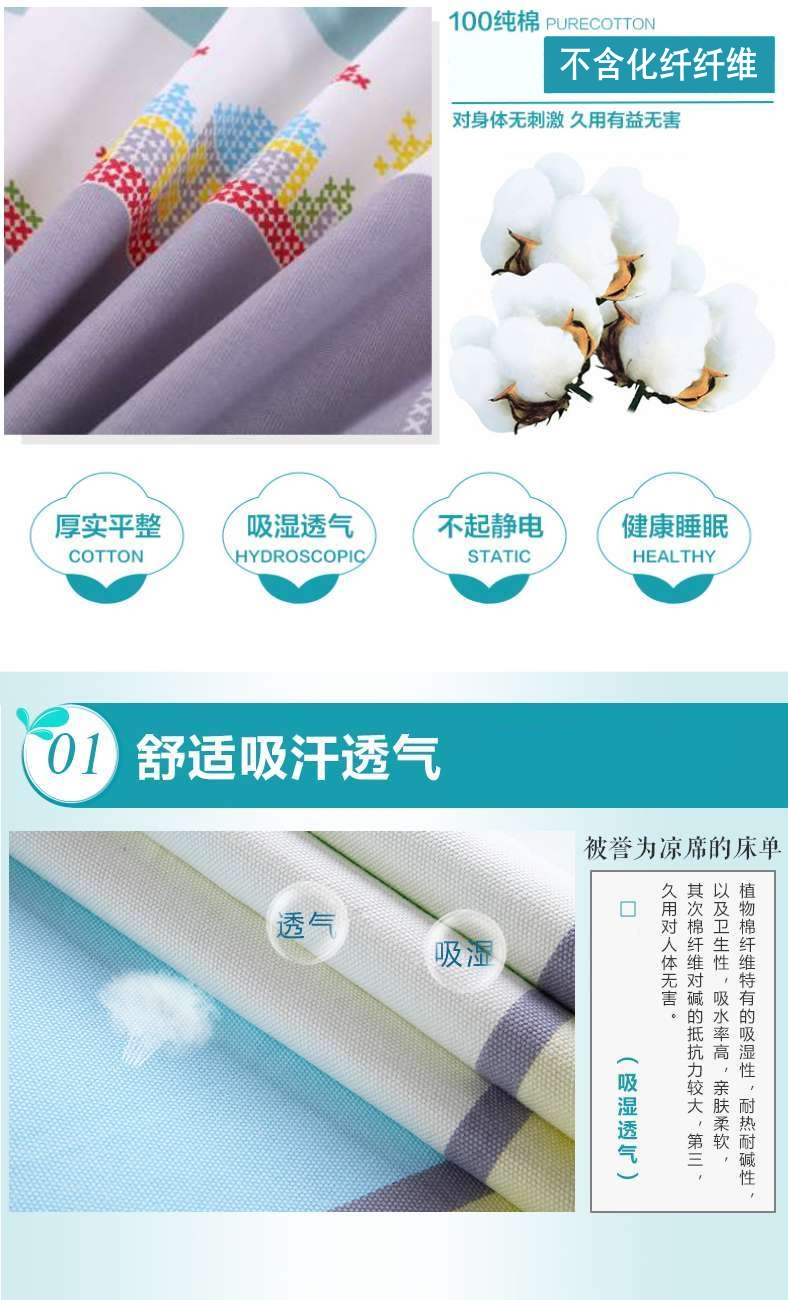 100纯棉 PURECOTTON
不含化纤纤维
对身体无刺激 久用有益无害
厚实平整
COTTON
吸湿透气
HYDROSCOPIC
不起静电
STATIC
健康睡眠
HEALTHY
01 舒适吸汗透气
透气
吸湿
被誉为凉席的床单
植物棉纤维特有的吸湿性，耐热耐碱性，
以及卫生性，吸水率高，亲肤柔软，
其次棉纤维对碱的抵抗力较大，第三，
久用对人体无害。
（吸湿透气）